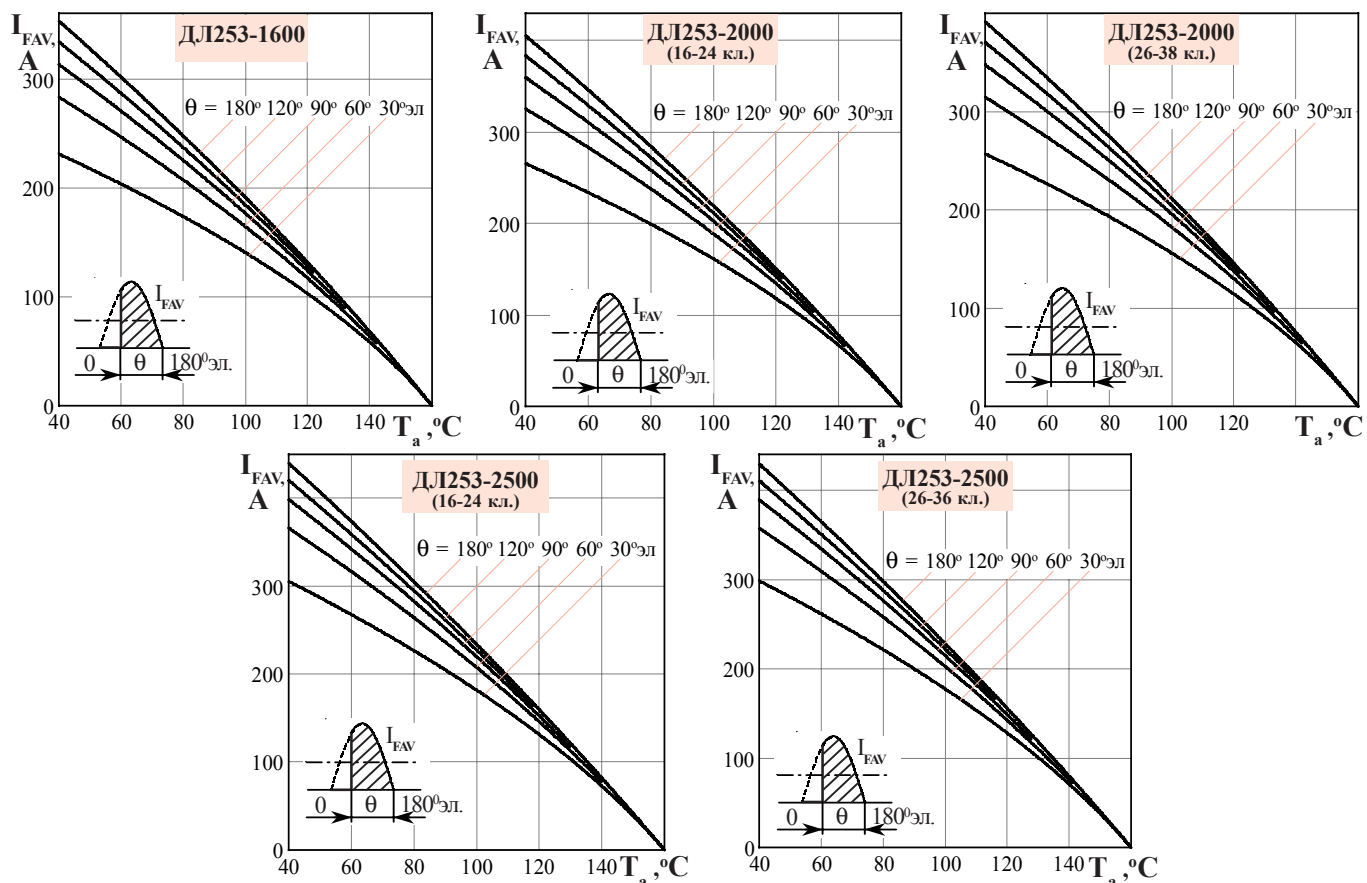 I_FAV,
A
ДЛ253-1600
300
200
100
0
θ = 180º 120º 90º 60º 30ºэл
I_FAV
0 θ 180⁰эл.
40 60 80 100 120 140
T_a ,ºC
I_FAV,
A
ДЛ253-2000
(16-24 кл.)
300
200
100
0
θ = 180º 120º 90º 60º 30ºэл
I_FAV
0 θ 180⁰эл.
40 60 80 100 120 140
T_a ,ºC
I_FAV,
A
ДЛ253-2000
(26-38 кл.)
300
200
100
0
θ = 180º 120º 90º 60º 30ºэл
I_FAV
0 θ 180⁰эл.
40 60 80 100 120
T_a ,ºC
I_FAV,
A
ДЛ253-2500
(16-24 кл.)
300
200
100
0
θ = 180º 120º 90º 60º 30ºэл
I_FAV
0 θ 180⁰эл.
40 60 80 100 120 140
T_a ,ºC
I_FAV,
A
ДЛ253-2500
(26-36 кл.)
300
200
100
0
θ = 180º 120º 90º 60º 30ºэл
I_FAV
0 θ 180⁰эл.
40 60 80 100 120 140
T_a ,ºC